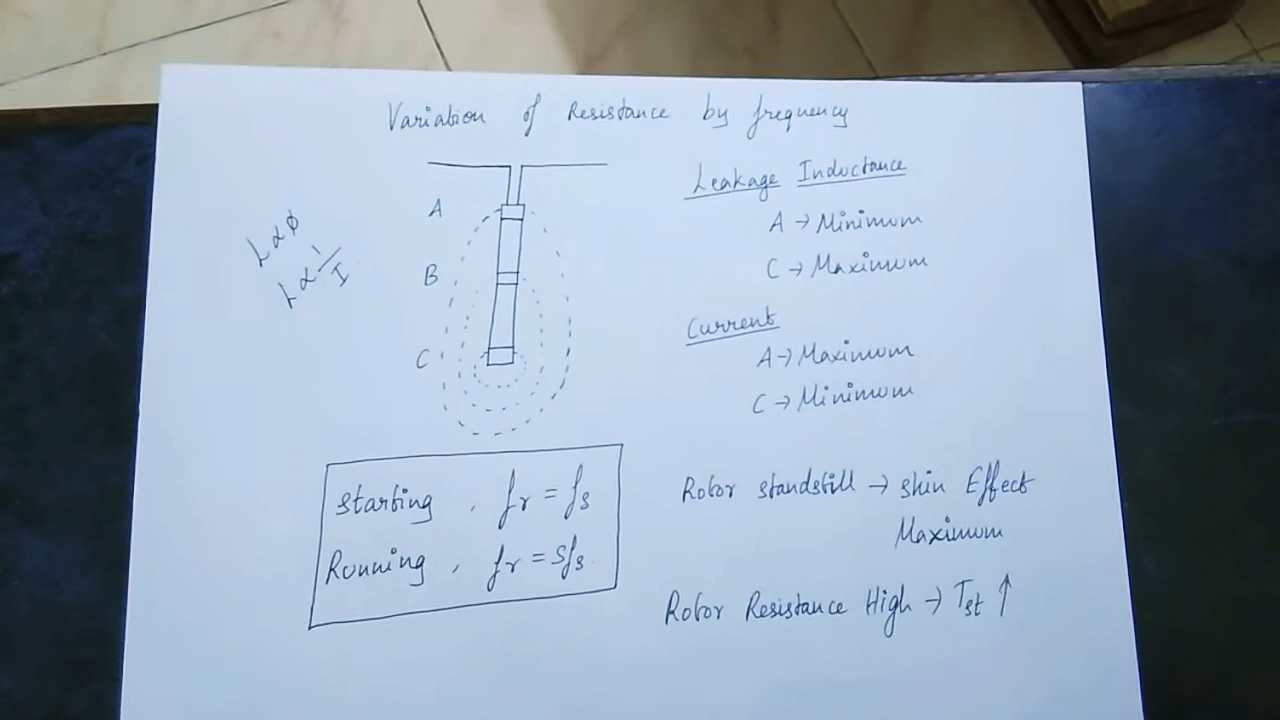 Variation of Resistance by frequency
A
B
C
L ∝ φ
L ∝ 1/I
Leakage Inductance
A → Minimum
C → Maximum
Current
A → Maximum
C → Minimum
starting , fr = fs
Running , fr = sfs
Rotor standstill → skin Effect
Maximum
Rotor Resistance High → Tst ↑